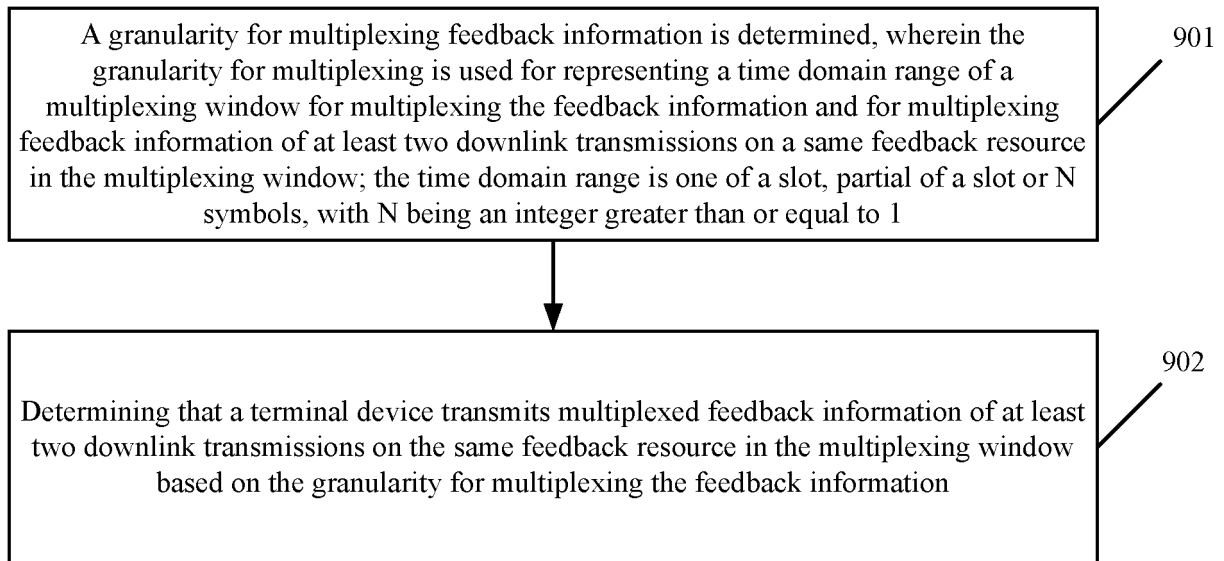 A granularity for multiplexing feedback information is determined, wherein the
granularity for multiplexing is used for representing a time domain range of a
multiplexing window for multiplexing the feedback information and for multiplexing
feedback information of at least two downlink transmissions on a same feedback resource
in the multiplexing window; the time domain range is one of a slot, partial of a slot or N
symbols, with N being an integer greater than or equal to 1
901
Determining that a terminal device transmits multiplexed feedback information of at least
two downlink transmissions on the same feedback resource in the multiplexing window
based on the granularity for multiplexing the feedback information
902